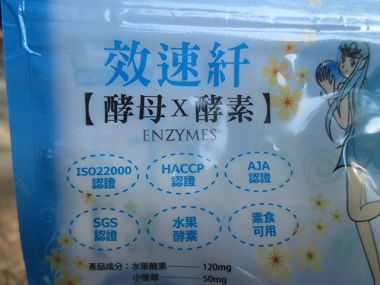 效速纤
【酵母X酵素】
ENZYMES
ISO22000
認證
HACCP
認證
AJA
認證
SGS
認證
水果
酵素
素食
可用
產品成分:水果酵素 120mg
小麥草 50mg